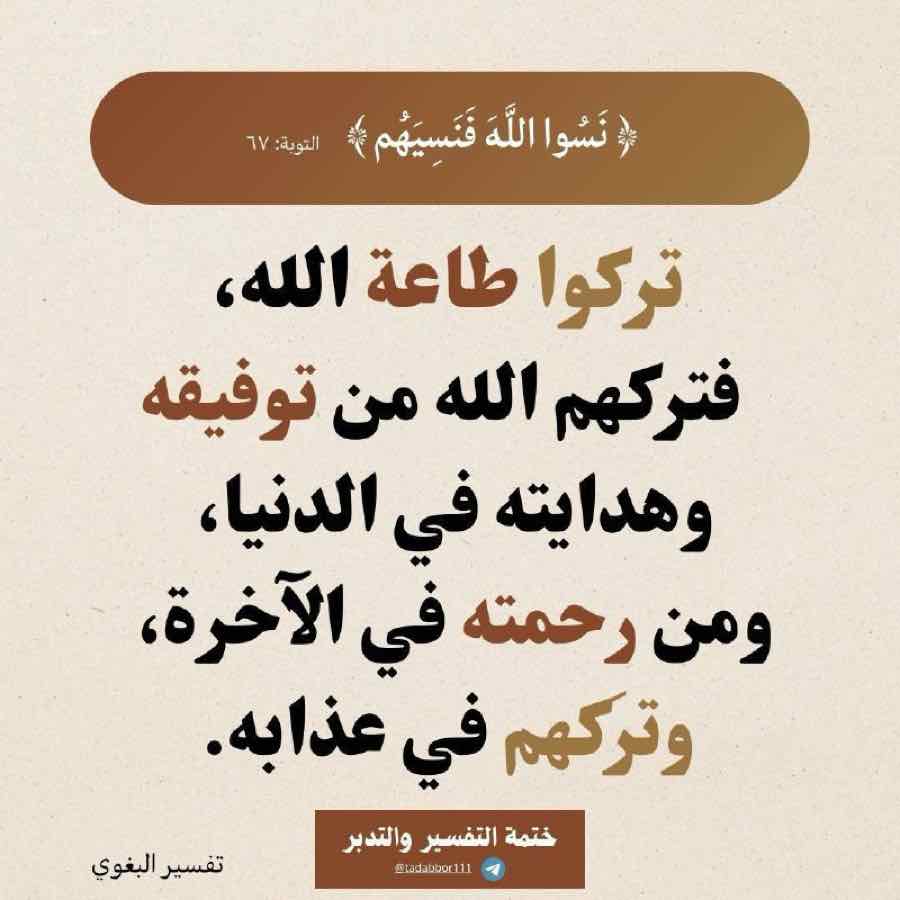 ﴿ نَسُوا اللَّهَ فَنَسِيَهُم ﴾ التوبة: ٦٧
تركوا طاعة الله،
فتركهم الله من توفيقه
وهدايته في الدنيا،
ومن رحمته في الآخرة،
وتركهم في عذابه.
ختمة التفسير والتدبر
@tadabbor111
تفسير البغوي